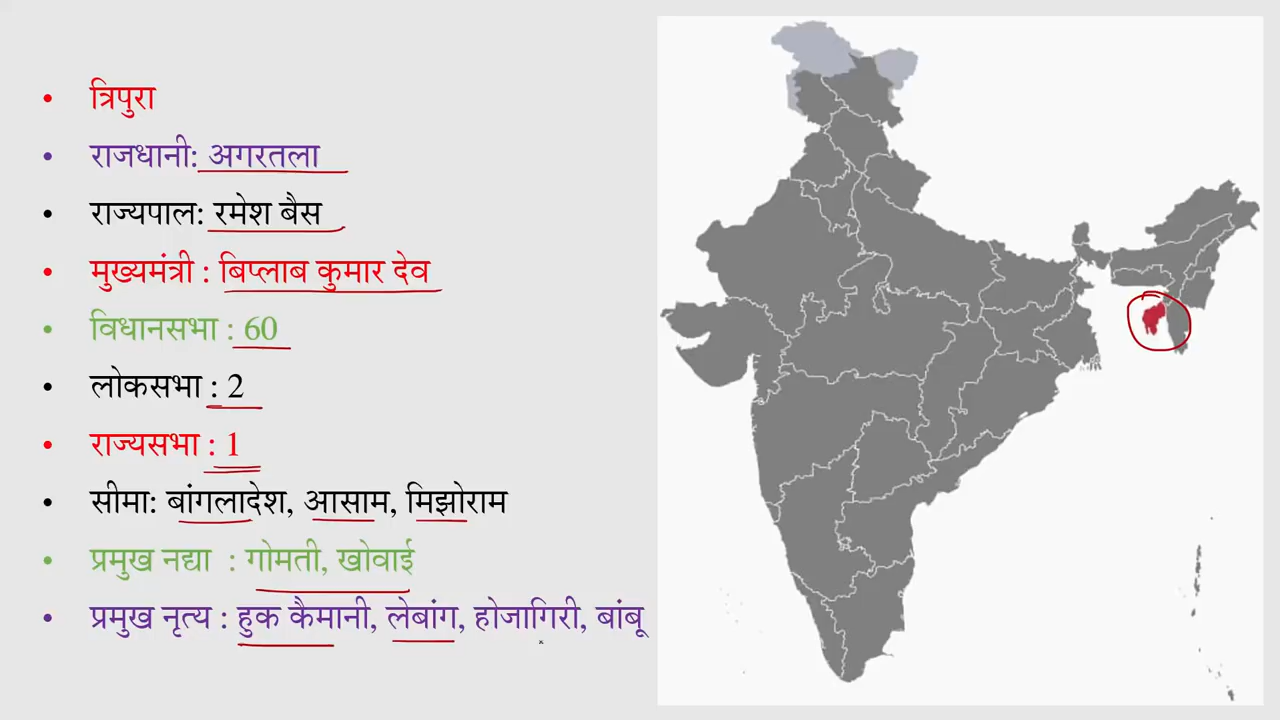 त्रिपुरा
राजधानी: अगरतला
राज्यपाल: रमेश बैस
मुख्यमंत्री : बिप्लाब कुमार देव
विधानसभा : 60
लोकसभा : 2
राज्यसभा : 1
सीमा: बांगलादेश, आसाम, मिझोराम
प्रमुख नद्या : गोमती, खोवाई
प्रमुख नृत्य : हुक कैमानी, लेबांग, होजागिरी, बांबू